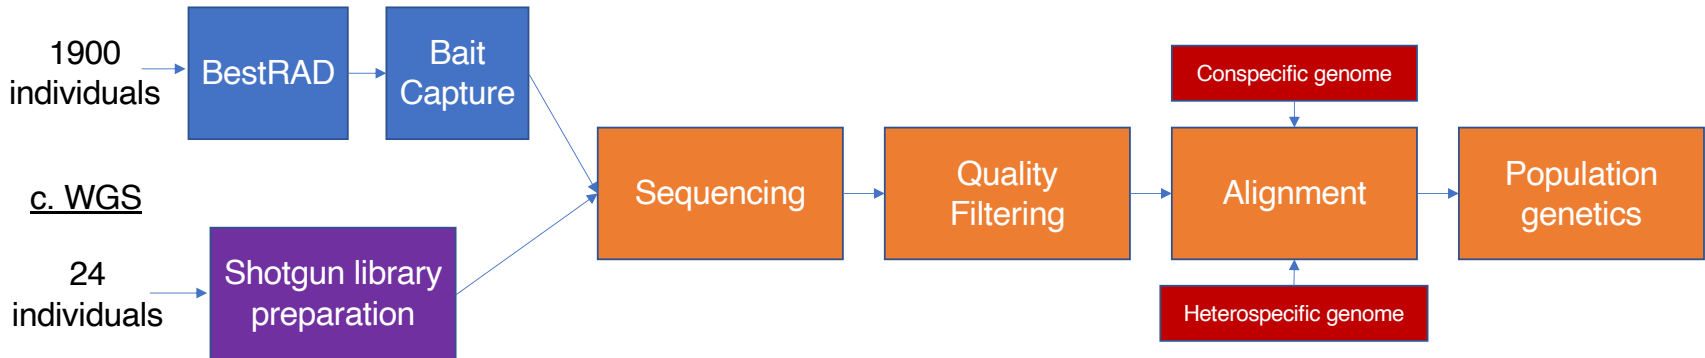 1900
individuals
BestRAD
Bait
Capture
c. WGS
24
individuals
Shotgun library
preparation
Sequencing
Quality
Filtering
Conspecific genome
Alignment
Heterospecific genome
Population
genetics